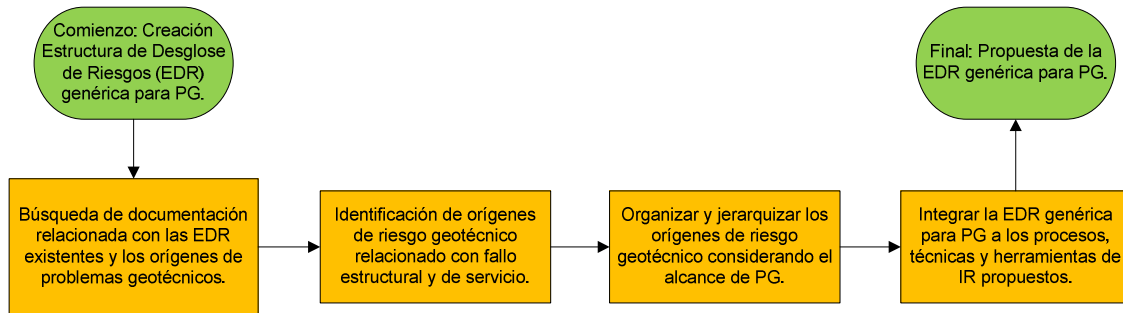 Comienzo: Creación
Estructura de Desglose
de Riesgos (EDR)
genérica para PG.
Búsqueda de documentación
relacionada con las EDR
existentes y los orígenes de
problemas geotécnicos.
Identificación de orígenes
de riesgo geotécnico
relacionado con fallo
estructural y de servicio.
Organizar y jerarquizar los
orígenes de riesgo
geotécnico considerando el
alcance de PG.
Integrar la EDR genérica
para PG a los procesos,
técnicas y herramientas de
IR propuestos.
Final: Propuesta de la
EDR genérica para PG.